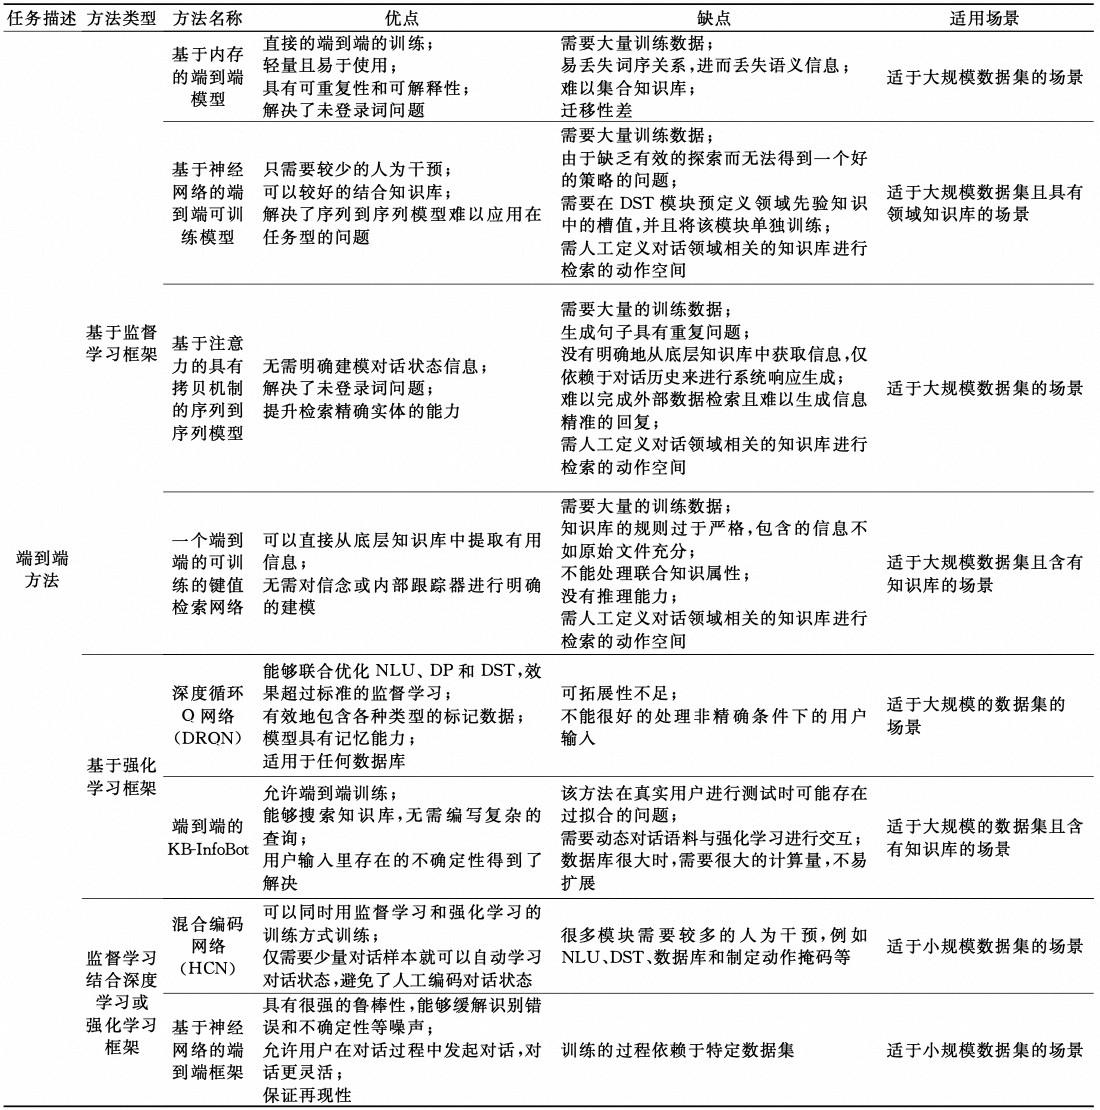 任务描述 方法类型 方法名称 优点 缺点 适用场景
端到端
方法
基于监督
学习框架
基于内存
的端到端
模型
直接的端到端的训练；
轻量且易于使用；
具有可重复性和可解释性；
解决了未登录词问题
需要大量训练数据；
易丢失词序关系，进而丢失语义信息；
难以集合知识库；
迁移性差
适于大规模数据集的场景
基于神经
网络的端
到端可训
练模型
只需要较少的人为干预；
可以较好的结合知识库；
解决了序列到序列模型难以应用在
任务型的问题
需要大量训练数据；
由于缺乏有效的探索而无法得到一个好
的策略的问题；
需要在 DST 模块预定义领域先验知识
中的槽值，并且将该模块单独训练；
需人工定义对话领域相关的知识库进行
检索的动作空间
适于大规模数据集且具有
领域知识库的场景
基于注意
力的具有
拷贝机制
的序列到
序列模型
无需明确建模对话状态信息；
解决了未登录词问题；
提升检索精确实体的能力
需要大量的训练数据；
生成句子具有重复问题；
没有明确地从底层知识库中获取信息，仅
依赖于对话历史来进行系统响应生成；
难以完成外部数据检索且难以生成信息
精准的回复；
需人工定义对话领域相关的知识库进行
检索的动作空间
适于大规模数据集的场景
一个端到
端的可训
练的键值
检索网络
可以直接从底层知识库中提取有用
信息；
无需对信念或内部跟踪器进行明确
的建模
需要大量的训练数据；
知识库的规则过于严格，包含的信息不
如原始文件充分；
不能处理联合知识属性；
没有推理能力；
需人工定义对话领域相关的知识库进行
检索的动作空间
适于大规模数据集且含有
知识库的场景
基于强化
学习框架
深度循环
Q 网络
（DRQN）
能够联合优化 NLU、DP 和 DST，效
果超过标准的监督学习；
有效地包含各种类型的标记数据；
模型具有记忆能力；
适用于任何数据库
可拓展性不足；
不能很好的处理非精确条件下的用户
输入
适于大规模的数据集的
场景
端到端的
KB-InfoBot
允许端到端训练；
能够搜索知识库，无需编写复杂的
查询；
用户输入里存在的不确定性得到了
解决
该方法在真实用户进行测试时可能存在
过拟合的问题；
需要动态对话语料与强化学习进行交互；
数据库很大时，需要很大的计算量，不易
扩展
适于大规模的数据集且含
有知识库的场景
监督学习
结合深度
学习或
强化学习
框架
混合编码
网络
（HCN）
可以同时用监督学习和强化学习的
训练方式训练；
仅需要少量对话样本就可以自动学习
对话状态，避免了人工编码对话状态
很多模块需要较多的人为干预，例如
NLU、DST、数据库和制定动作掩码等
适于小规模数据集的场景
基于神经
网络的端
到端框架
具有很强的鲁棒性，能够缓解识别错
误和不确定性等噪声；
允许用户在对话过程中发起对话，对
话更灵活；
保证再现性
训练的过程依赖于特定数据集
适于小规模数据集的场景